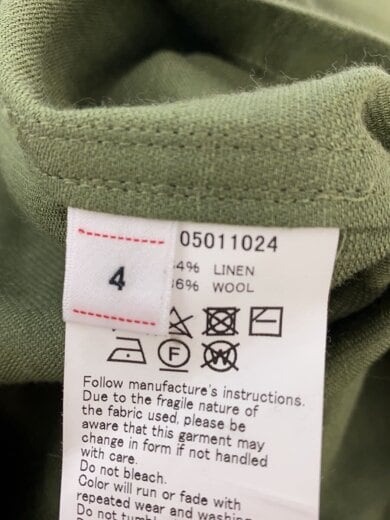 05011024
4
4% LINEN
6% WOOL
F
W
Follow manufacture's instructions.
Due to the fragile nature of
the fabric used, please be
aware that this garment may
change in form if not handled
with care.
Do not bleach.
Color will run or fade with
repeated wear and washing
Do not